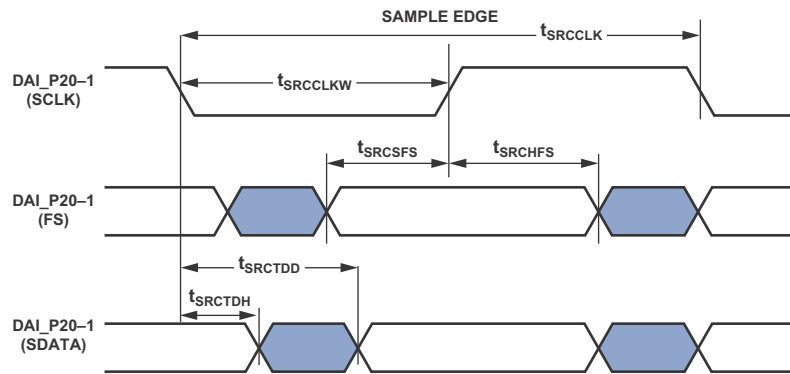 SAMPLE EDGE
tSRCCLK
DAI_P20–1
(SCLK)
tSRCCLKW
tSRCSFS
tSRCHFS
DAI_P20–1
(FS)
tSRCTDD
tSRCTDH
DAI_P20–1
(SDATA)